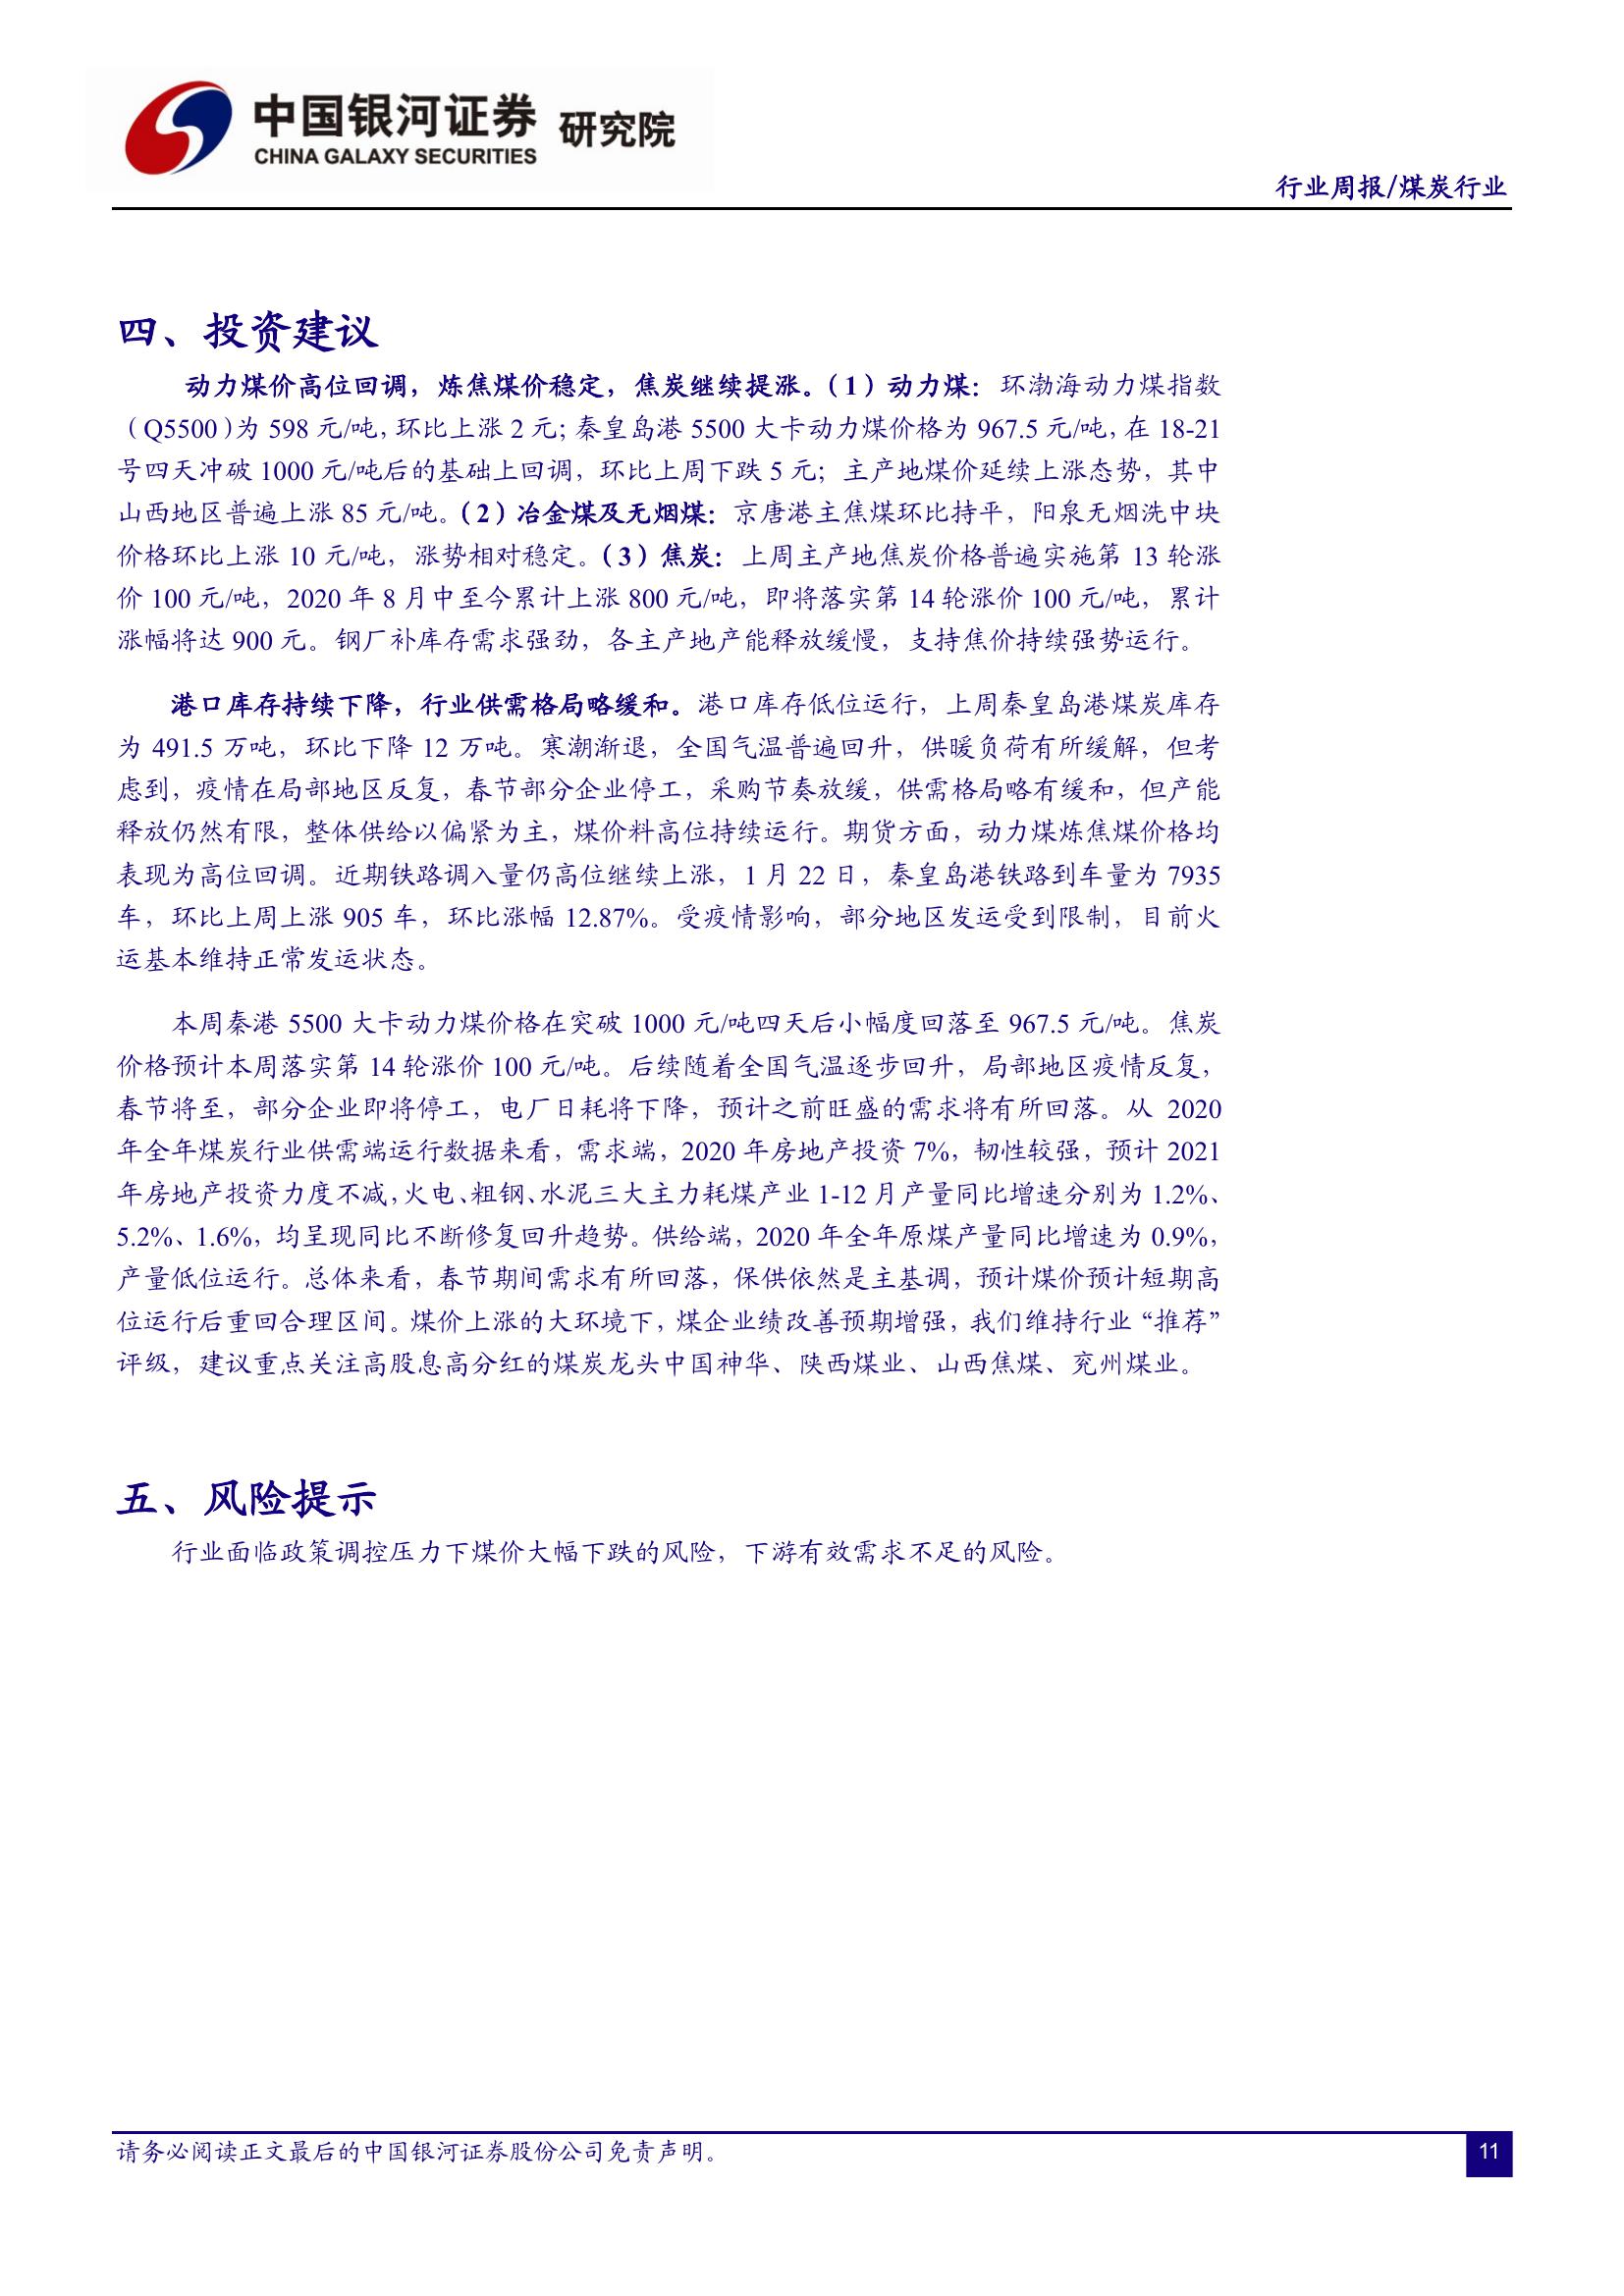 中国银河证券 研究院
CHINA GALAXY SECURITIES
行业周报/煤炭行业
四、投资建议
动力煤价高位回调，炼焦煤价稳定，焦炭继续提涨。（1）动力煤：环渤海动力煤指数
（Q5500）为 598 元/吨，环比上涨 2 元；秦皇岛港 5500 大卡动力煤价格为 967.5 元/吨，在 18-21
号四天冲破 1000 元/吨后的基础上回调，环比上周下跌 5 元；主产地煤价延续上涨态势，其中
山西地区普遍上涨 85 元/吨。（2）冶金煤及无烟煤：京唐港主焦煤环比持平，阳泉无烟洗中块
价格环比上涨 10 元/吨，涨势相对稳定。（3）焦炭：上周主产地焦炭价格普遍实施第 13 轮涨
价 100 元/吨，2020 年 8 月中至今累计上涨 800 元/吨，即将落实第 14 轮涨价 100 元/吨，累计
涨幅将达 900 元。钢厂补库存需求强劲，各主产地产能释放缓慢，支持焦价持续强势运行。
港口库存持续下降，行业供需格局略缓和。港口库存低位运行，上周秦皇岛港煤炭库存
为 491.5 万吨，环比下降 12 万吨。寒潮渐退，全国气温普遍回升，供暖负荷有所缓解，但考
虑到，疫情在局部地区反复，春节部分企业停工，采购节奏放缓，供需格局略有缓和，但产能
释放仍然有限，整体供给以偏紧为主，煤价料高位持续运行。期货方面，动力煤炼焦煤价格均
表现为高位回调。近期铁路调入量仍高位继续上涨，1 月 22 日，秦皇岛港铁路到车量为 7935
车，环比上周上涨 905 车，环比涨幅 12.87%。受疫情影响，部分地区发运受到限制，目前火
运基本维持正常发运状态。
本周秦港 5500 大卡动力煤价格在突破 1000 元/吨四天后小幅度回落至 967.5 元/吨。焦炭
价格预计本周落实第 14 轮涨价 100 元/吨。后续随着全国气温逐步回升，局部地区疫情反复，
春节将至，部分企业即将停工，电厂日耗将下降，预计之前旺盛的需求将有所回落。从 2020
年全年煤炭行业供需端运行数据来看，需求端，2020 年房地产投资 7%，韧性较强，预计 2021
年房地产投资力度不减，火电、粗钢、水泥三大主力耗煤产业 1-12 月产量同比增速分别为 1.2%、
5.2%、1.6%，均呈现同比不断修复回升趋势。供给端，2020 年全年原煤产量同比增速为 0.9%，
产量低位运行。总体来看，春节期间需求有所回落，保供依然是主基调，预计煤价预计短期高
位运行后重回合理区间。煤价上涨的大环境下，煤企业绩改善预期增强，我们维持行业“推荐”
评级，建议重点关注高股息高分红的煤炭龙头中国神华、陕西煤业、山西焦煤、兖州煤业。
五、风险提示
行业面临政策调控压力下煤价大幅下跌的风险，下游有效需求不足的风险。
请务必阅读正文最后的中国银河证券股份公司免责声明。
11